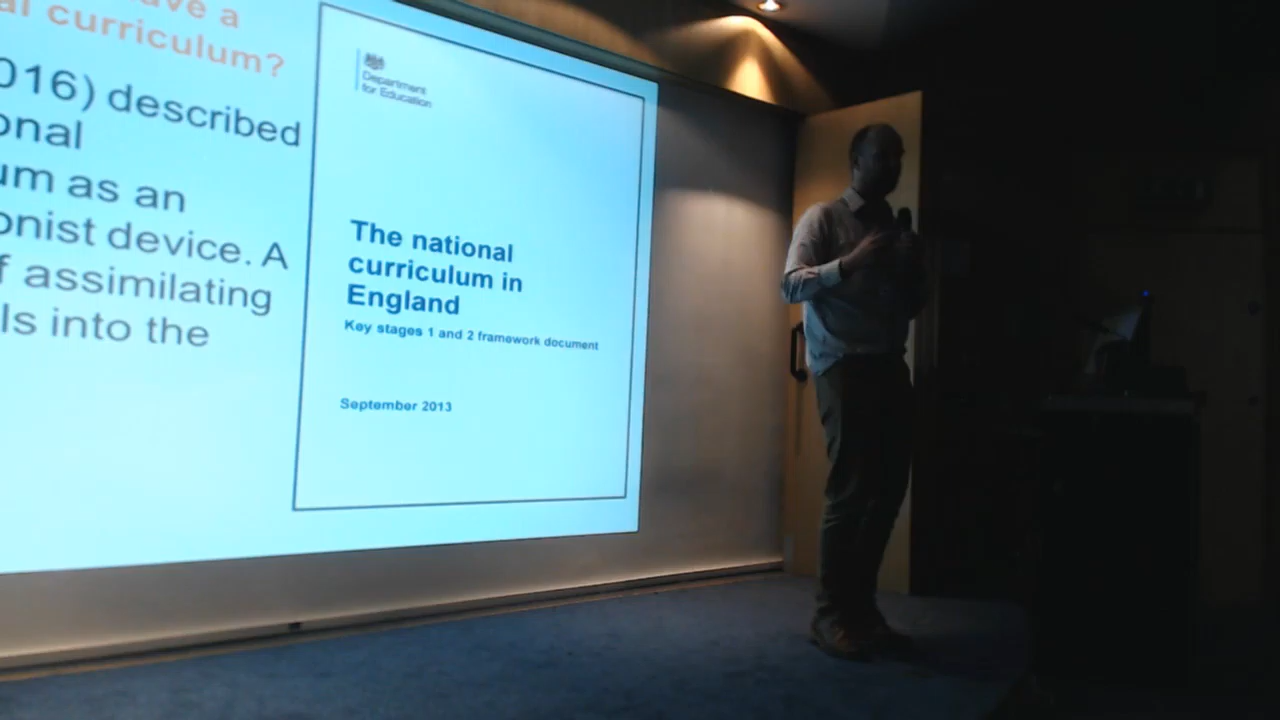 have a
al curriculum?
016) described
onal
um as an
onist device. A
f assimilating
ls into the
Department
for Education
The national
curriculum in
England
Key stages 1 and 2 framework document
September 2013